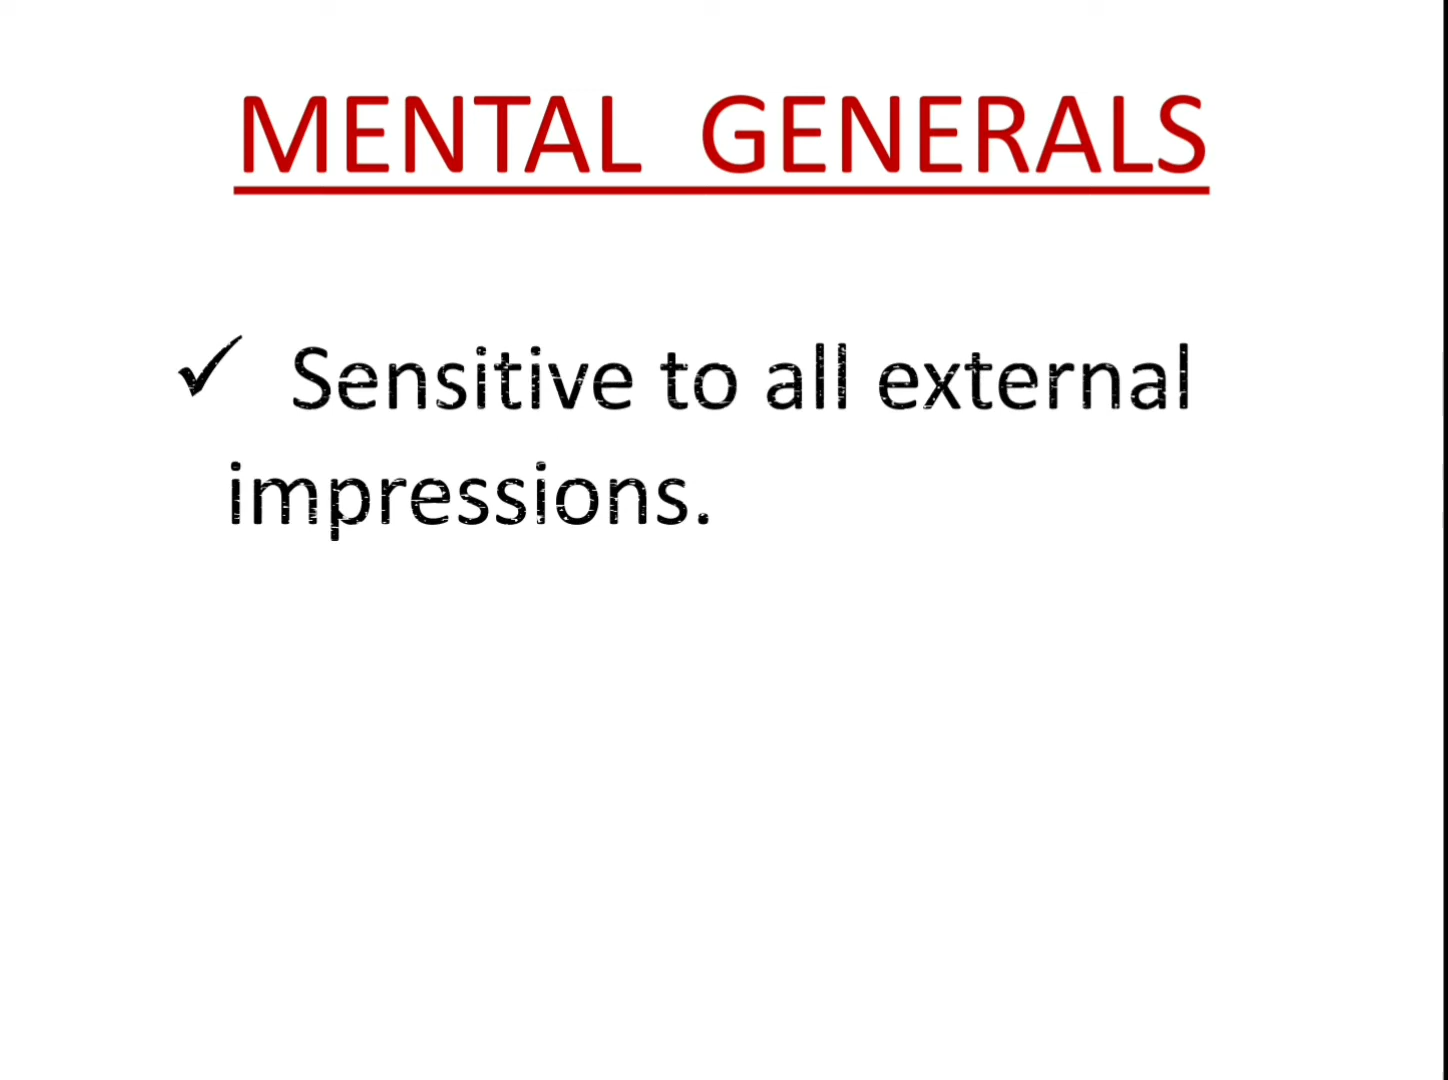 MENTAL GENERALS
✓ Sensitive to all external
impressions.